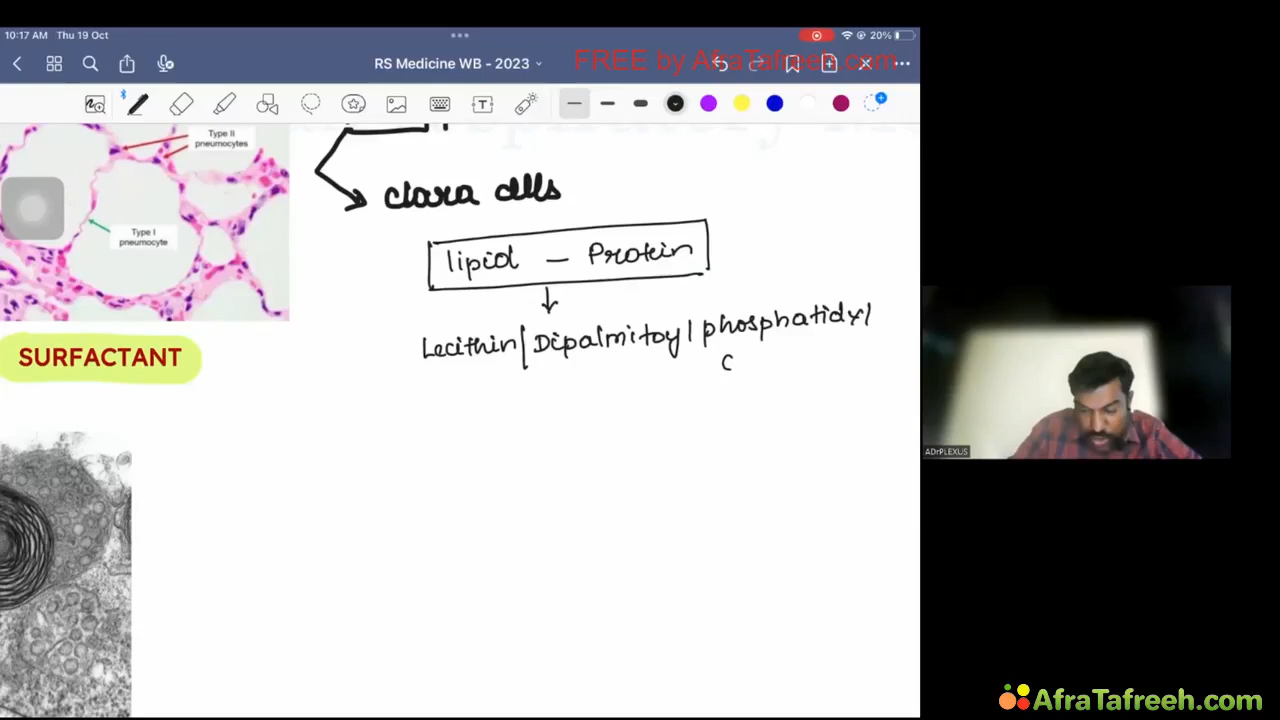 10:17 AM Thu 19 Oct
20%
RS Medicine WB - 2023
FREE by AfraTafreeh.com
Type II
pneumocytes
Type I
pneumocyte
clara cells
lipid - Protein
Lecithin/Dipalmitoyl phosphatidyl
C
SURFACTANT
ADrPLEXUS
AfraTafreeh.com